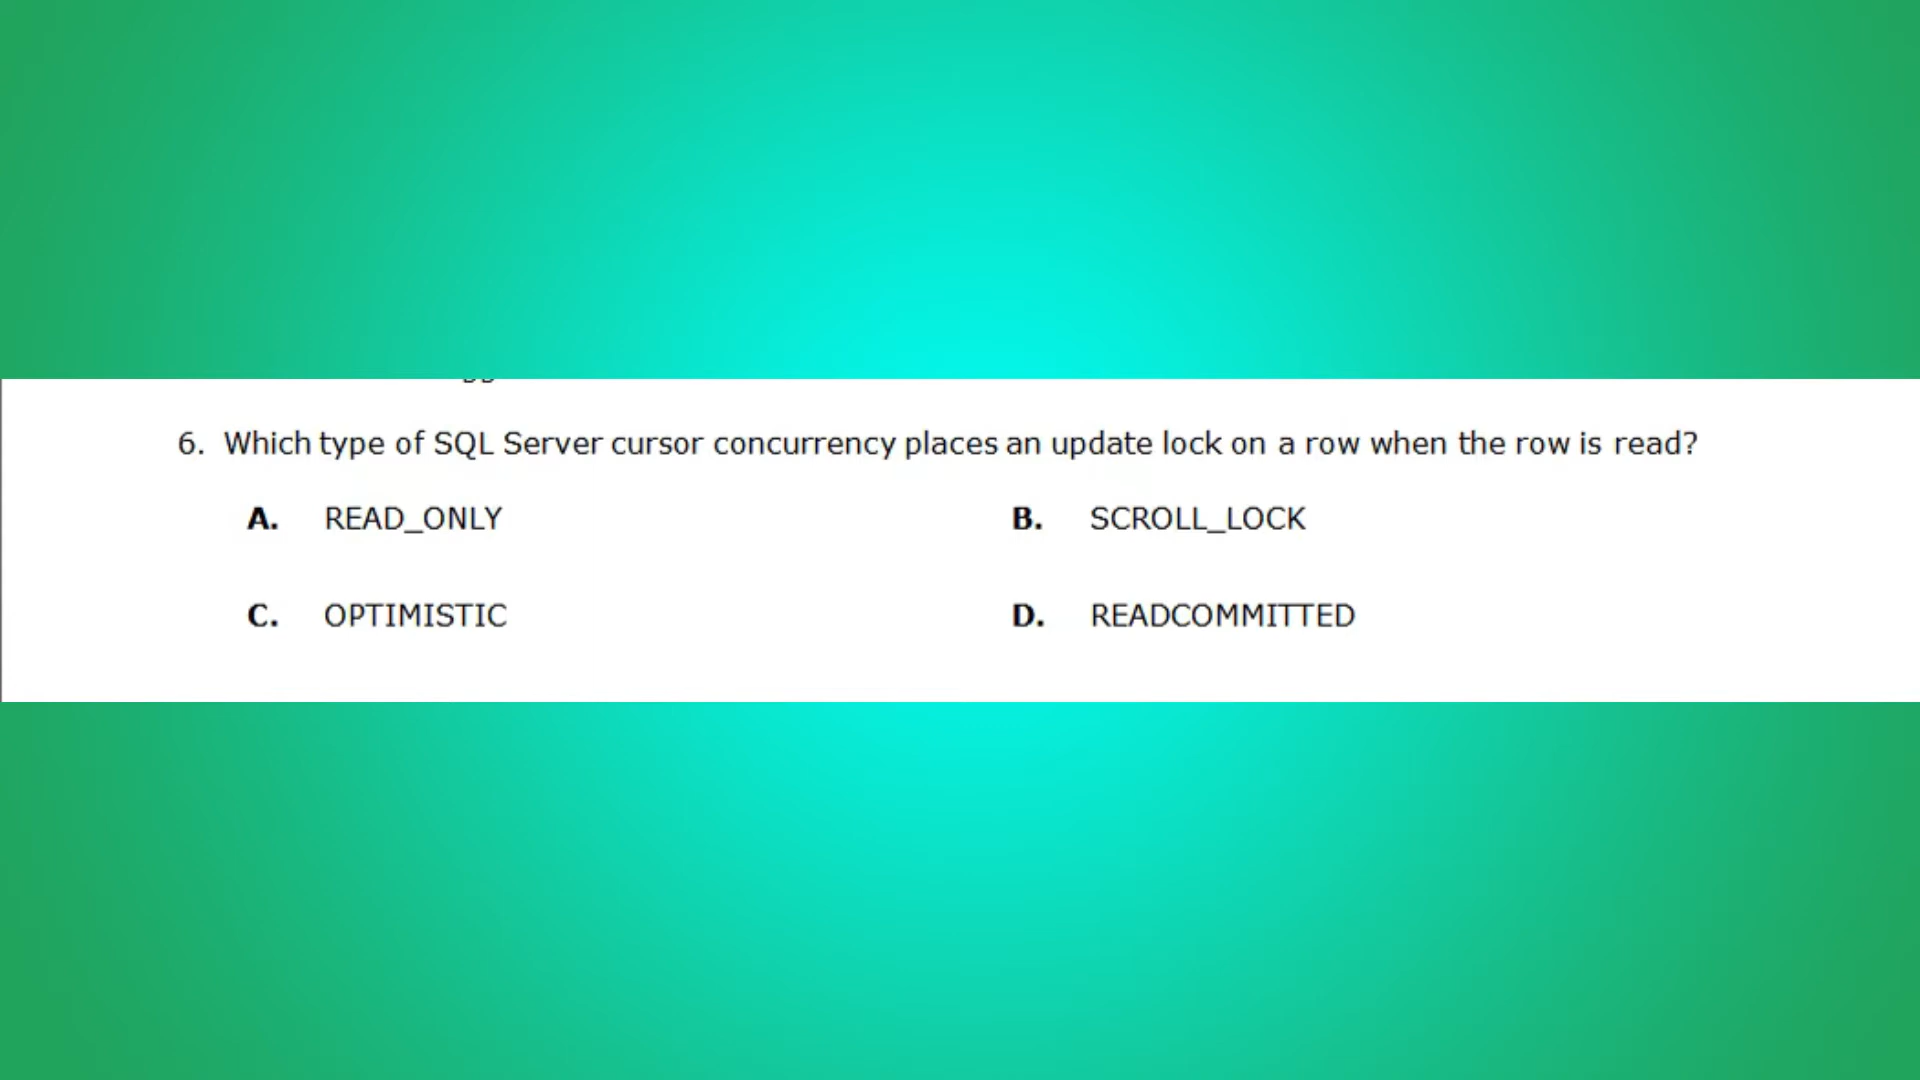 6. Which type of SQL Server cursor concurrency places an update lock on a row when the row is read?
A. READ_ONLY B. SCROLL_LOCK
C. OPTIMISTIC D. READCOMMITTED